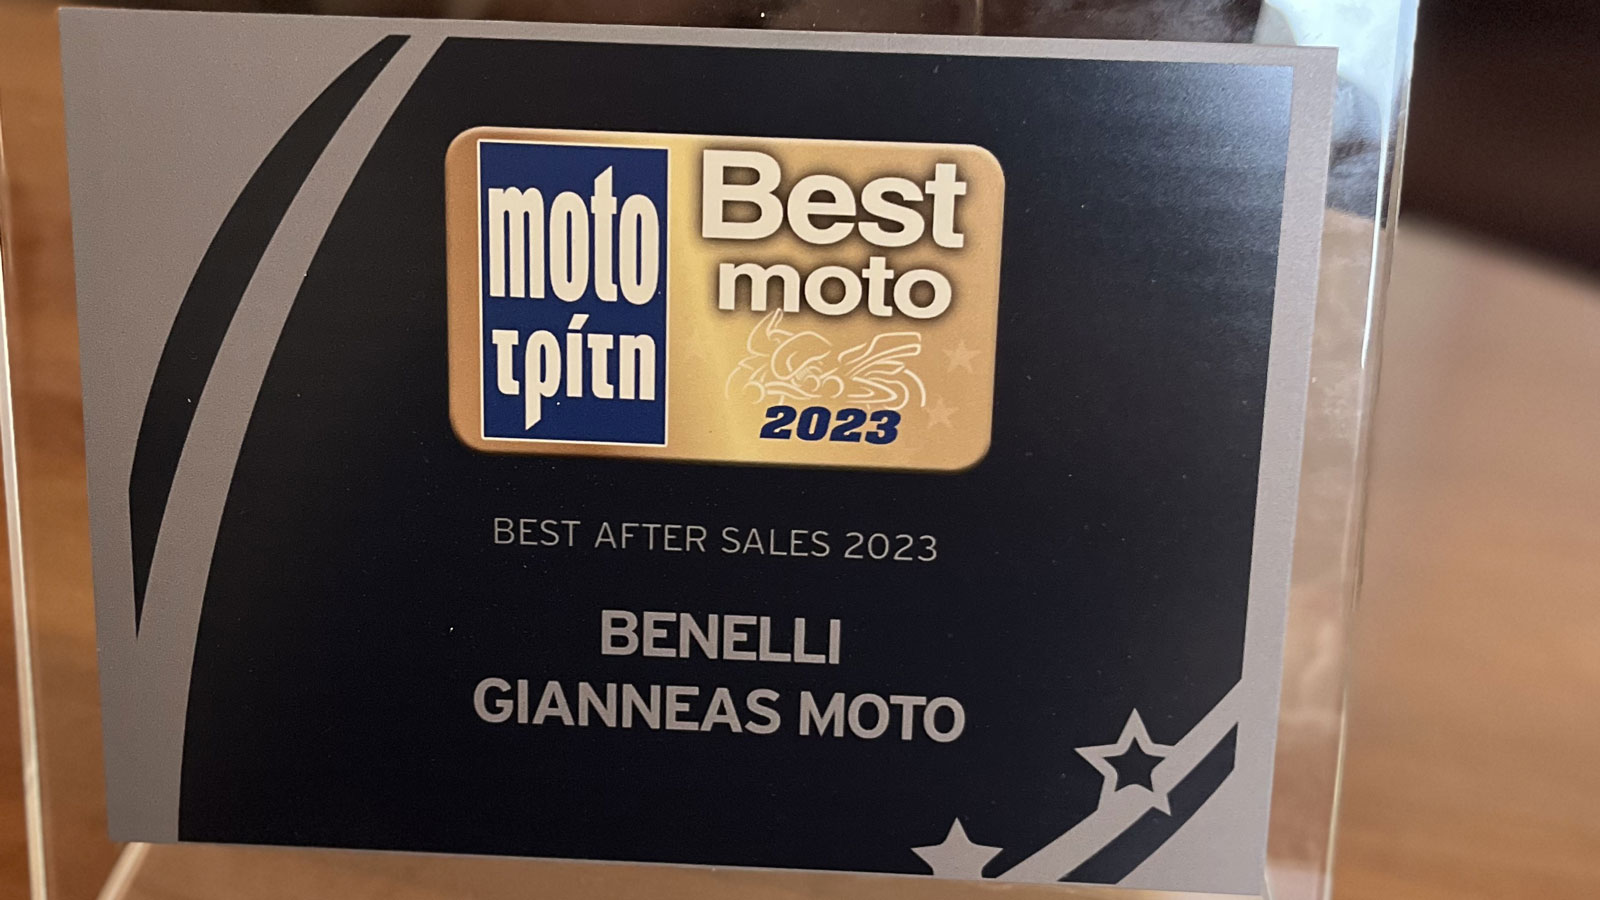 moto
τρίτη
Best
moto
2023
BEST AFTER SALES 2023
BENELLI
GIANNEAS MOTO